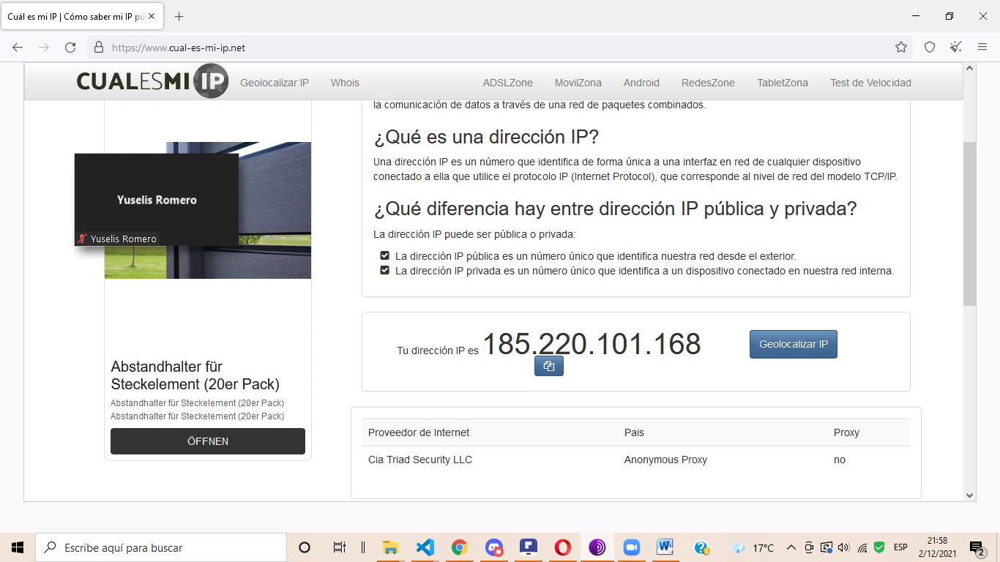 Cuál es mi IP | Cómo saber mi IP pú
https://www.cual-es-mi-ip.net
CUALESMI IP
Geolocalizar IP
Whois
ADSLZone
MovilZona
Android
RedesZone
TabletZona
Test de Velocidad
la comunicación de datos a través de una red de paquetes combinados.
¿Qué es una dirección IP?
Una dirección IP es un número que identifica de forma única a una interfaz en red de cualquier dispositivo
conectado a ella que utilice el protocolo IP (Internet Protocol), que corresponde al nivel de red del modelo TCP/IP.
¿Qué diferencia hay entre dirección IP pública y privada?
La dirección IP puede ser pública o privada:
La dirección IP pública es un número único que identifica nuestra red desde el exterior.
La dirección IP privada es un número único que identifica a un dispositivo conectado en nuestra red interna.
Yuselis Romero
Yuselis Romero
Abstandhalter für
Steckelement (20er Pack)
Abstandhalter für Steckelement (20er Pack)
Abstandhalter für Steckelement (20er Pack)
ÖFFNEN
Tu dirección IP es 185.220.101.168
Geolocalizar IP
Proveedor de Internet Pais Proxy
Cia Triad Security LLC Anonymous Proxy no
Escribe aquí para buscar
17°C
ESP
21:58
2/12/2021
2